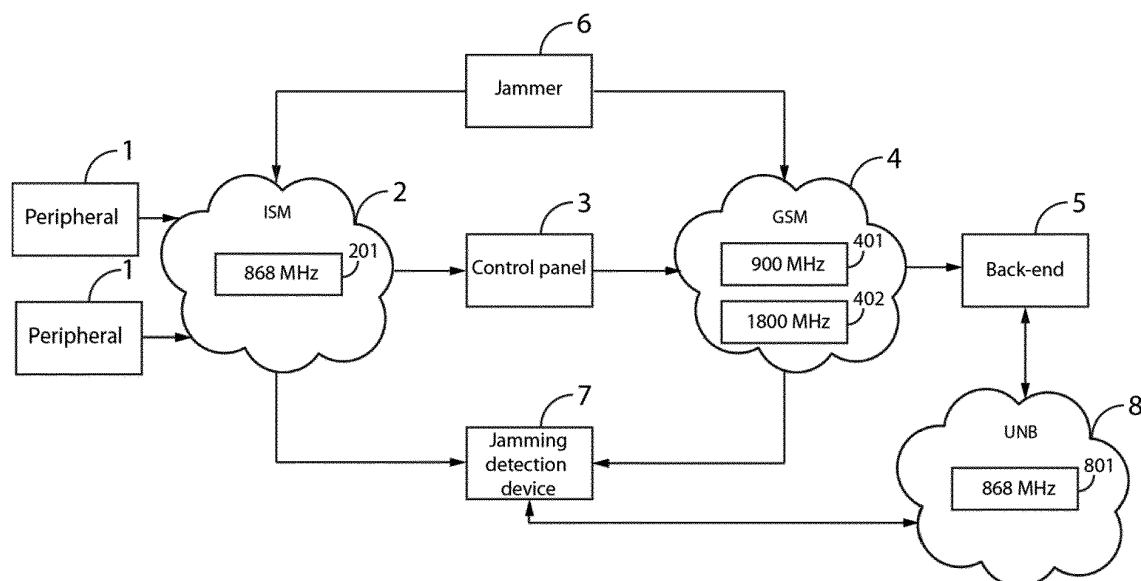 6
Jammer
1
Peripheral
ISM
2
868 MHz
201
1
Peripheral
3
Control panel
4
GSM
900 MHz
401
1800 MHz
402
5
Back-end
7
Jamming
detection
device
8
UNB
868 MHz
801